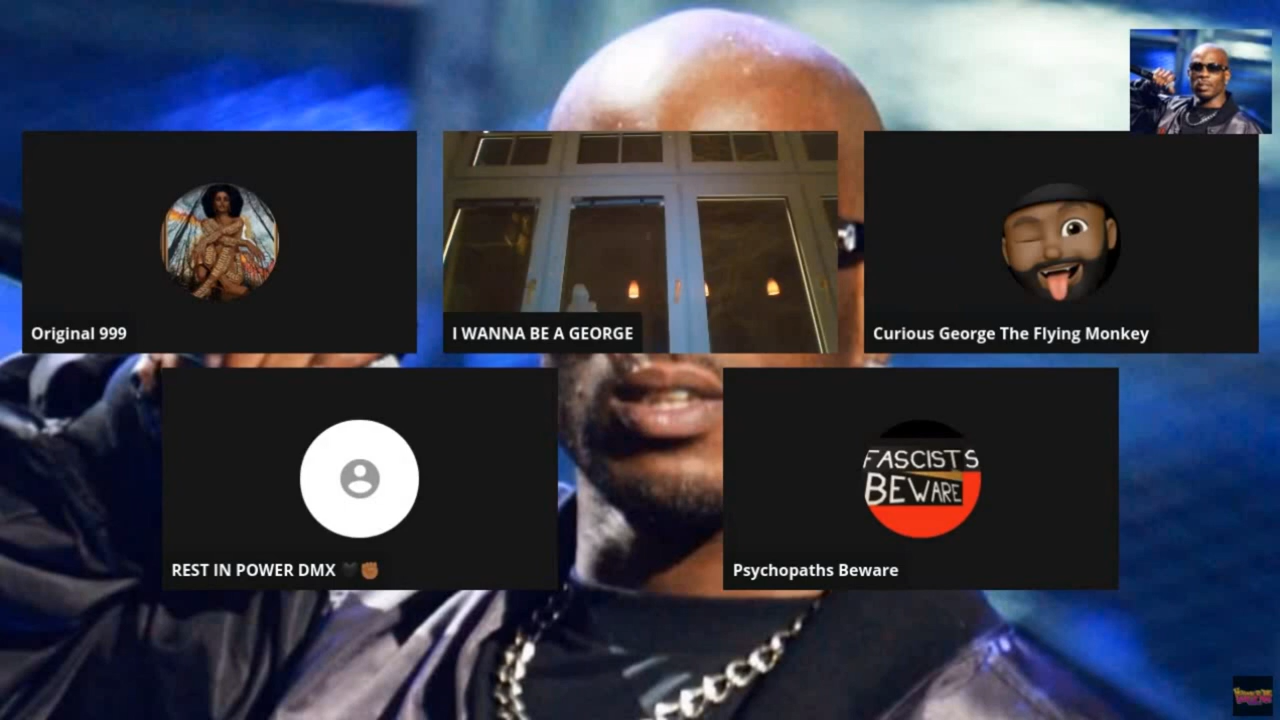 Original 999
I WANNA BE A GEORGE
Curious George The Flying Monkey
FASCISTS
BEWARE
REST IN POWER DMX 🖤✊🏾
Psychopaths Beware